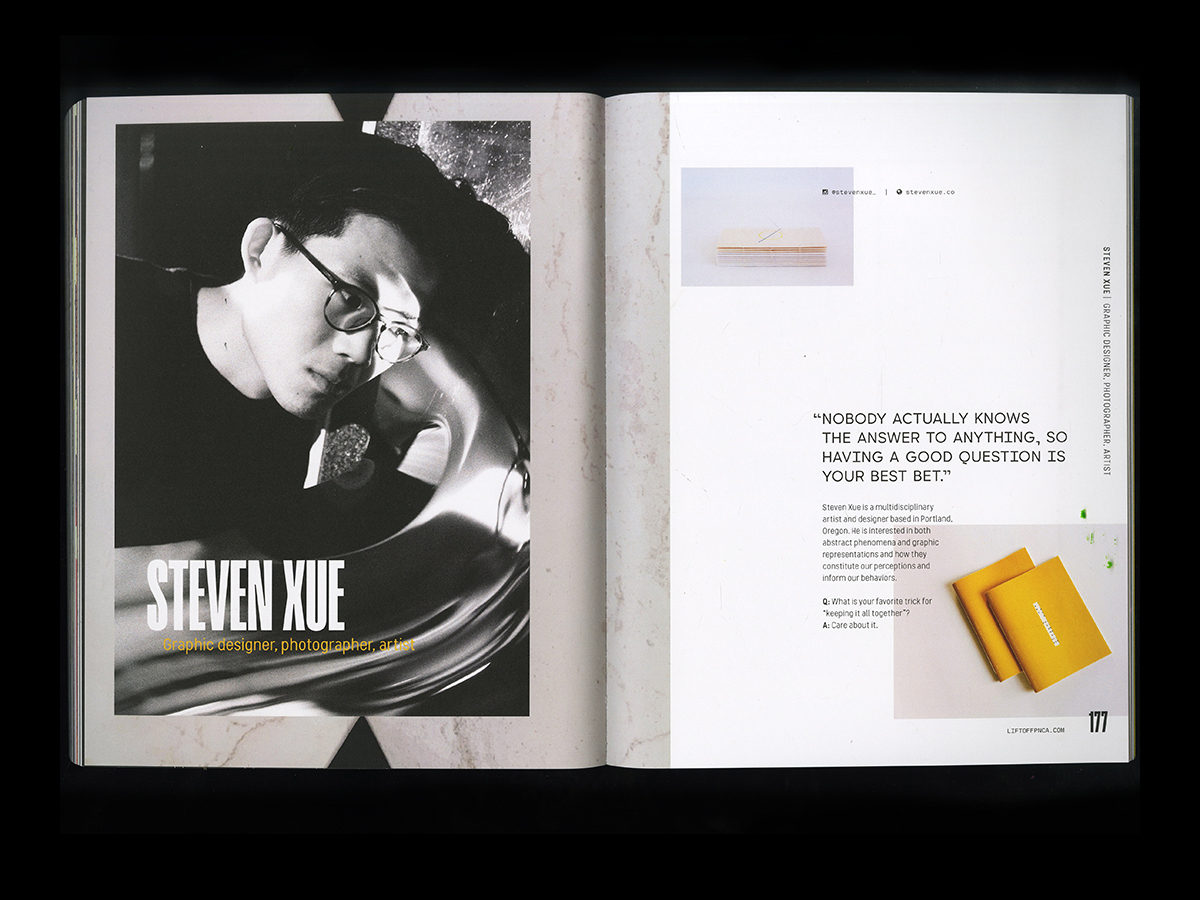 STEVEN XUE
Graphic designer, photographer, artist
@stevenxue_ | stevenxue.co
STEVEN XUE | GRAPHIC DESIGNER, PHOTOGRAPHER, ARTIST
“NOBODY ACTUALLY KNOWS
THE ANSWER TO ANYTHING, SO
HAVING A GOOD QUESTION IS
YOUR BEST BET.”
Steven Xue is a multidisciplinary
artist and designer based in Portland,
Oregon. He is interested in both
abstract phenomena and graphic
representations and how they
constitute our perceptions and
inform our behaviors.
Q: What is your favorite trick for
“keeping it all together”?
A: Care about it.
LIFTOFFPNCA.COM
177